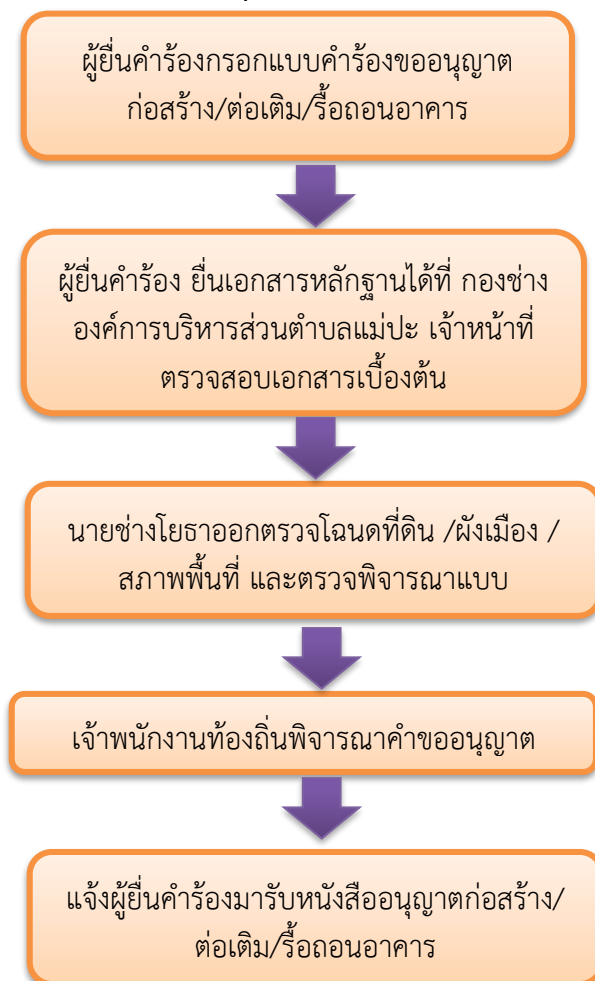 ผู้ยื่นคำร้องกรอกแบบคำร้องขออนุญาต
ก่อสร้าง/ต่อเติม/รื้อถอนอาคาร
ผู้ยื่นคำร้อง ยื่นเอกสารหลักฐานได้ที่ กองช่าง
องค์การบริหารส่วนตำบลแม่ปะ เจ้าหน้าที่
ตรวจสอบเอกสารเบื้องต้น
นายช่างโยธาออกตรวจโฉนดที่ดิน /ผังเมือง /
สภาพพื้นที่ และตรวจพิจารณาแบบ
เจ้าพนักงานท้องถิ่นพิจารณาคำขออนุญาต
แจ้งผู้ยื่นคำร้องมารับหนังสืออนุญาตก่อสร้าง/
ต่อเติม/รื้อถอนอาคาร